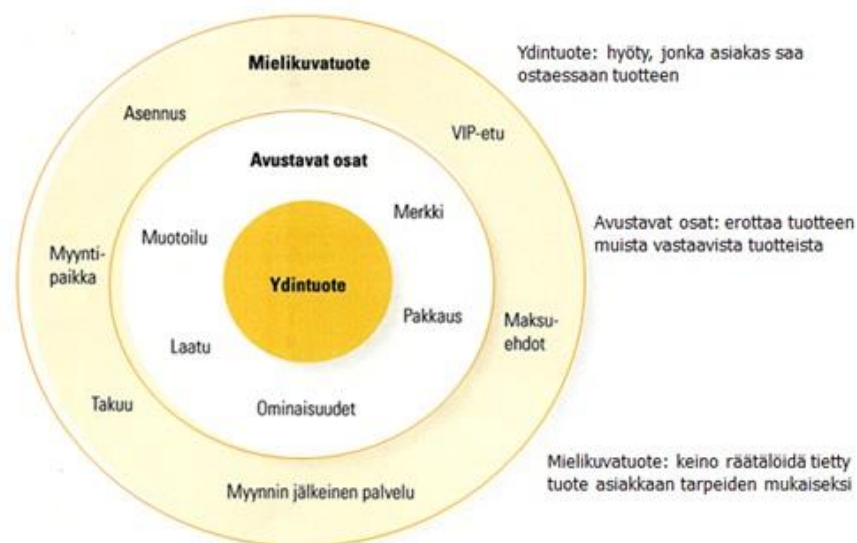 Mielikuvatuote
Asennus
VIP-etu
Avustavat osat
Merkki
Muotoilu
Myynti-
paikka
Ydintuote
Pakkaus
Maksu-
ehdot
Laatu
Takuu
Ominaisuudet
Myynnin jälkeinen palvelu
Ydintuote: hyöty, jonka asiakas saa
ostaessaan tuotteen
Avustavat osat: erottaa tuotteen
muista vastaavista tuotteista
Mielikuvatuote: keino räätälöidä tietty
tuote asiakkaan tarpeiden mukaiseksi